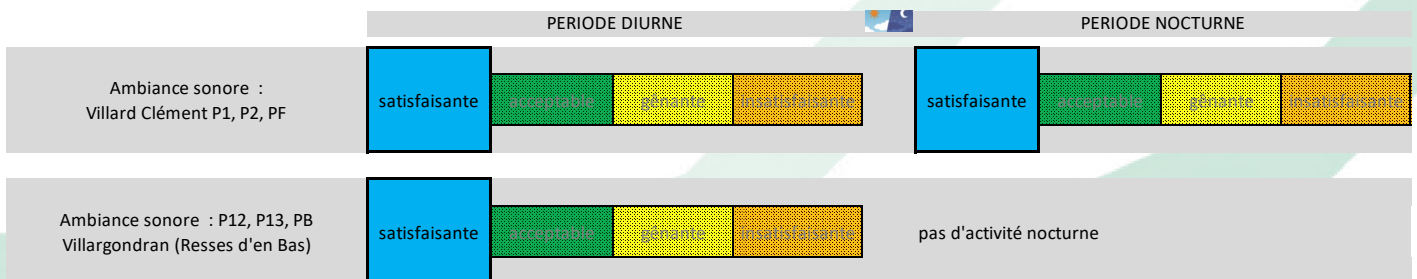 PERIODE DIURNE PERIODE NOCTURNE
Ambiance sonore :
Villard Clément P1, P2, PF
satisfaisante acceptable gênante insatisfaisante satisfaisante acceptable gênante insatisfaisante
Ambiance sonore : P12, P13, PB
Villargondran (Resses d'en Bas)
satisfaisante acceptable gênante insatisfaisante pas d'activité nocturne